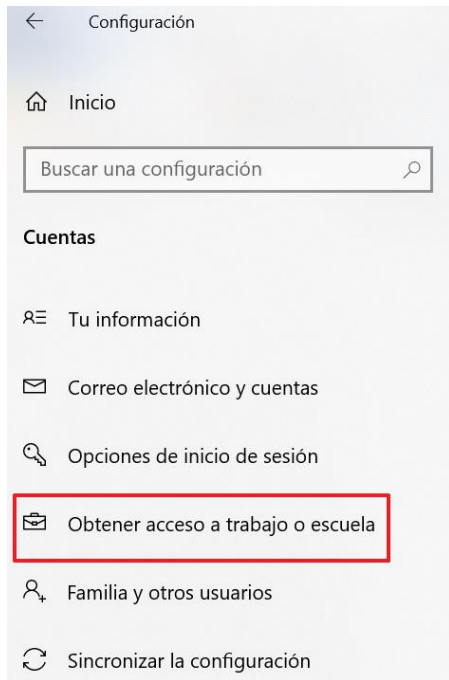 Configuración
Inicio
Buscar una configuración
Cuentas
Tu información
Correo electrónico y cuentas
Opciones de inicio de sesión
Obtener acceso a trabajo o escuela
Familia y otros usuarios
Sincronizar la configuración